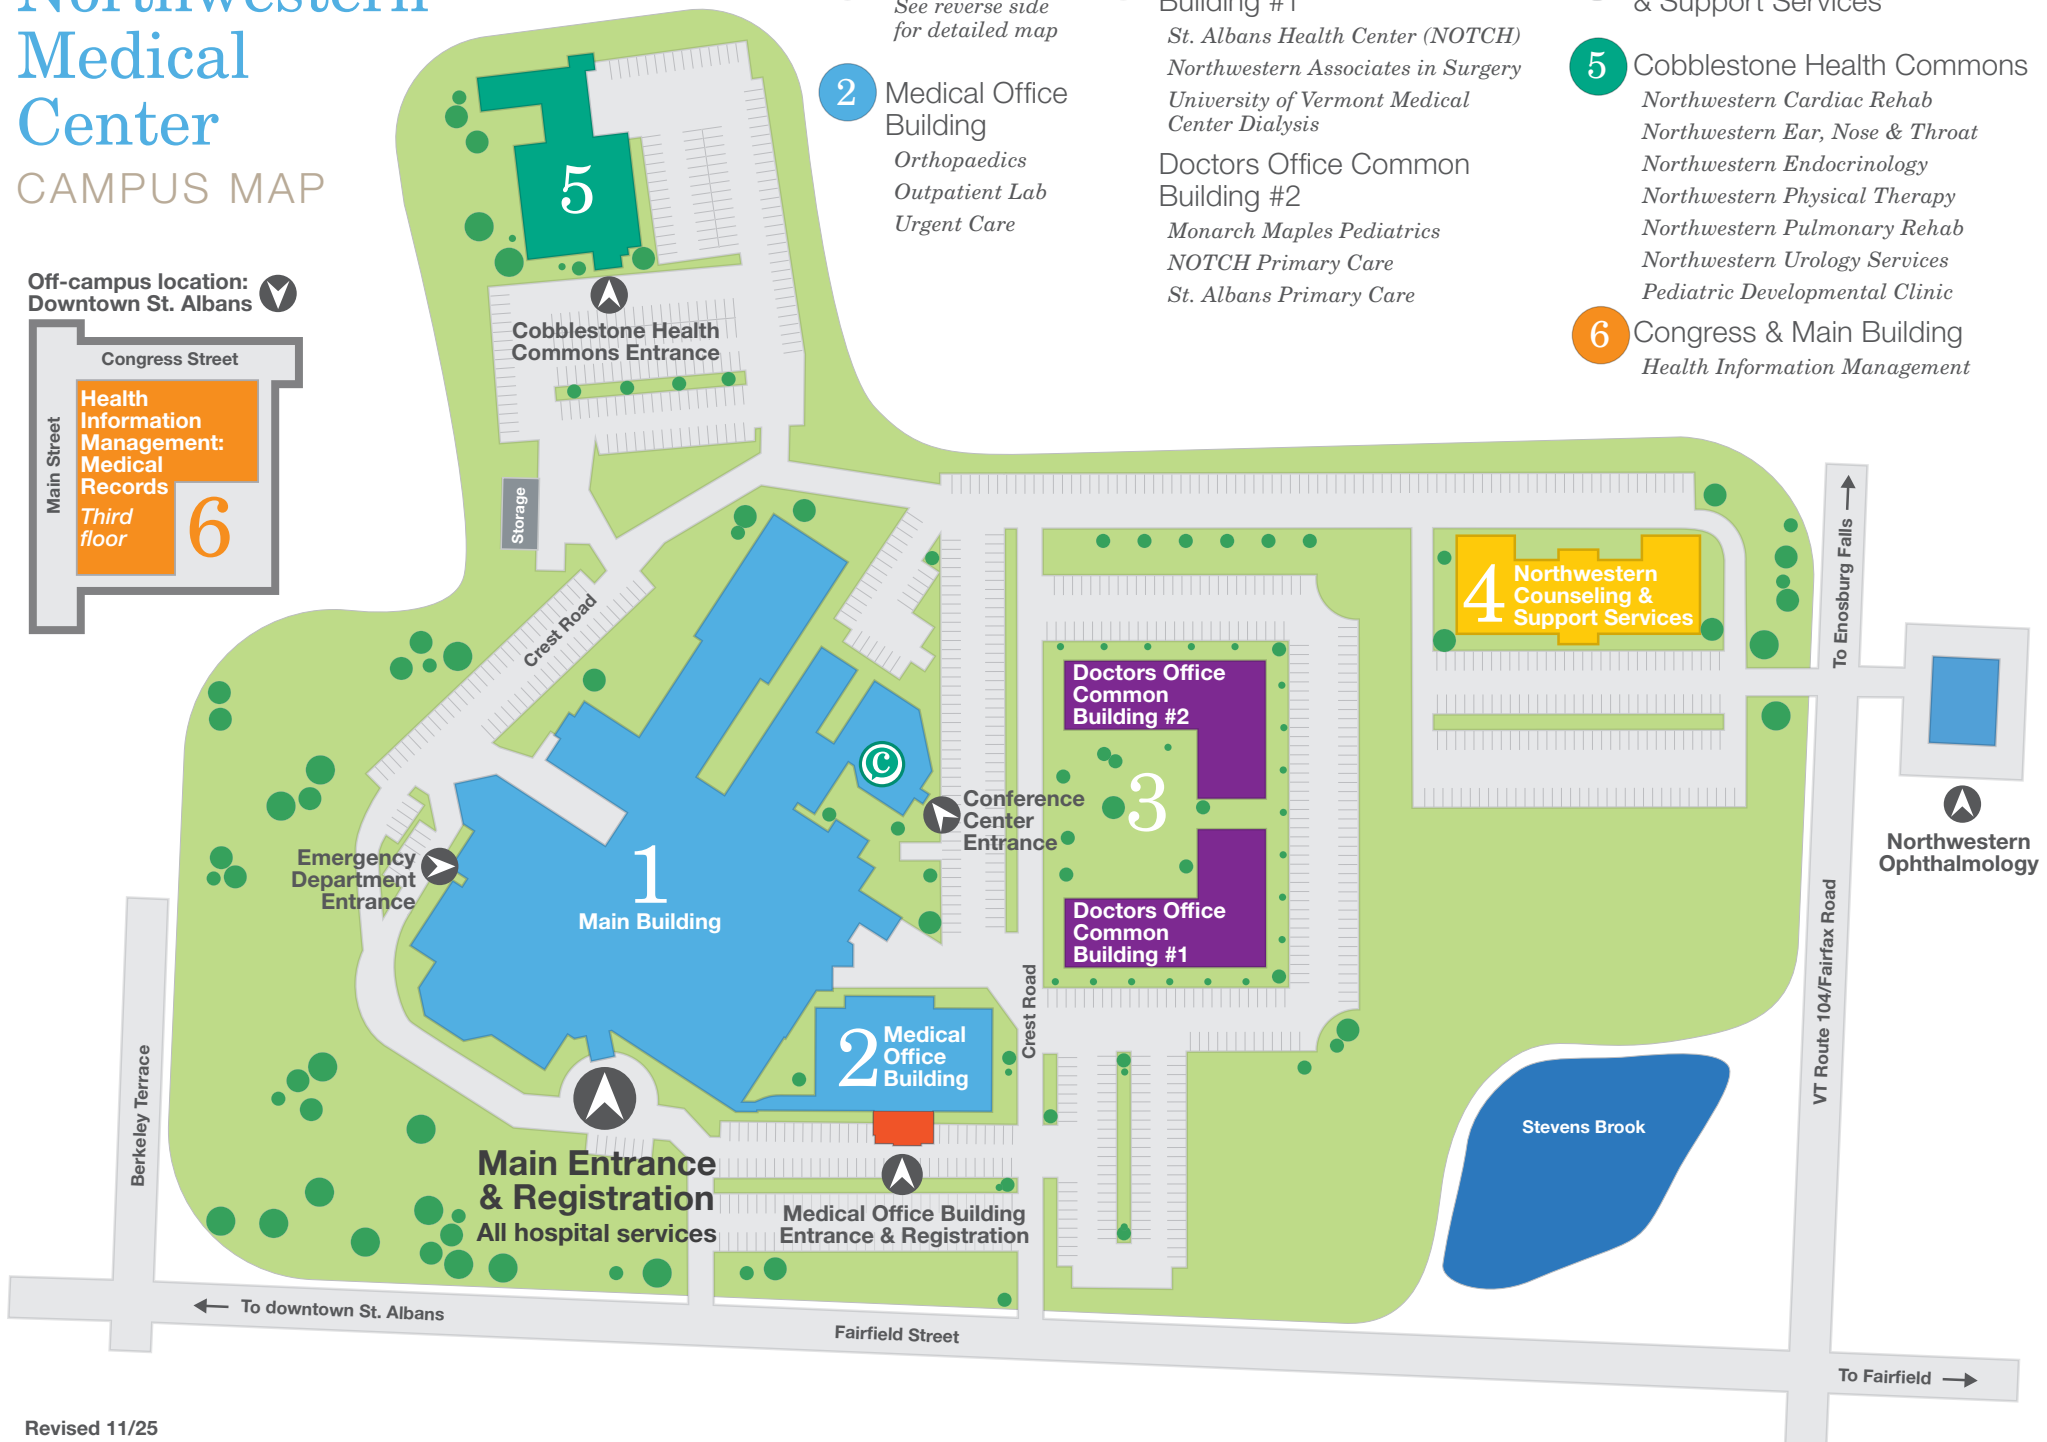 Northwestern
Medical
Center
CAMPUS MAP
See reverse side
for detailed map
2
Medical Office
Building
Orthopaedics
Outpatient Lab
Urgent Care
Building #1
St. Albans Health Center (NOTCH)
Northwestern Associates in Surgery
University of Vermont Medical
Center Dialysis
Doctors Office Common
Building #2
Monarch Maples Pediatrics
NOTCH Primary Care
St. Albans Primary Care
& Support Services
5
Cobblestone Health Commons
Northwestern Cardiac Rehab
Northwestern Ear, Nose & Throat
Northwestern Endocrinology
Northwestern Physical Therapy
Northwestern Pulmonary Rehab
Northwestern Urology Services
Pediatric Developmental Clinic
6
Congress & Main Building
Health Information Management
Off-campus location:
Downtown St. Albans
Congress Street
Main Street
Health
Information
Management:
Medical
Records
Third
floor
6
5
Cobblestone Health
Commons Entrance
Storage
Crest Road
4
Northwestern
Counseling &
Support Services
To Enosburg Falls
Northwestern
Ophthalmology
Doctors Office
Common
Building #2
3
Doctors Office
Common
Building #1
C
Conference
Center
Entrance
Emergency
Department
Entrance
1
Main Building
2
Medical
Office
Building
Crest Road
VT Route 104/Fairfax Road
Berkeley Terrace
Stevens Brook
Main Entrance
& Registration
All hospital services
Medical Office Building
Entrance & Registration
To downtown St. Albans
Fairfield Street
To Fairfield
Revised 11/25